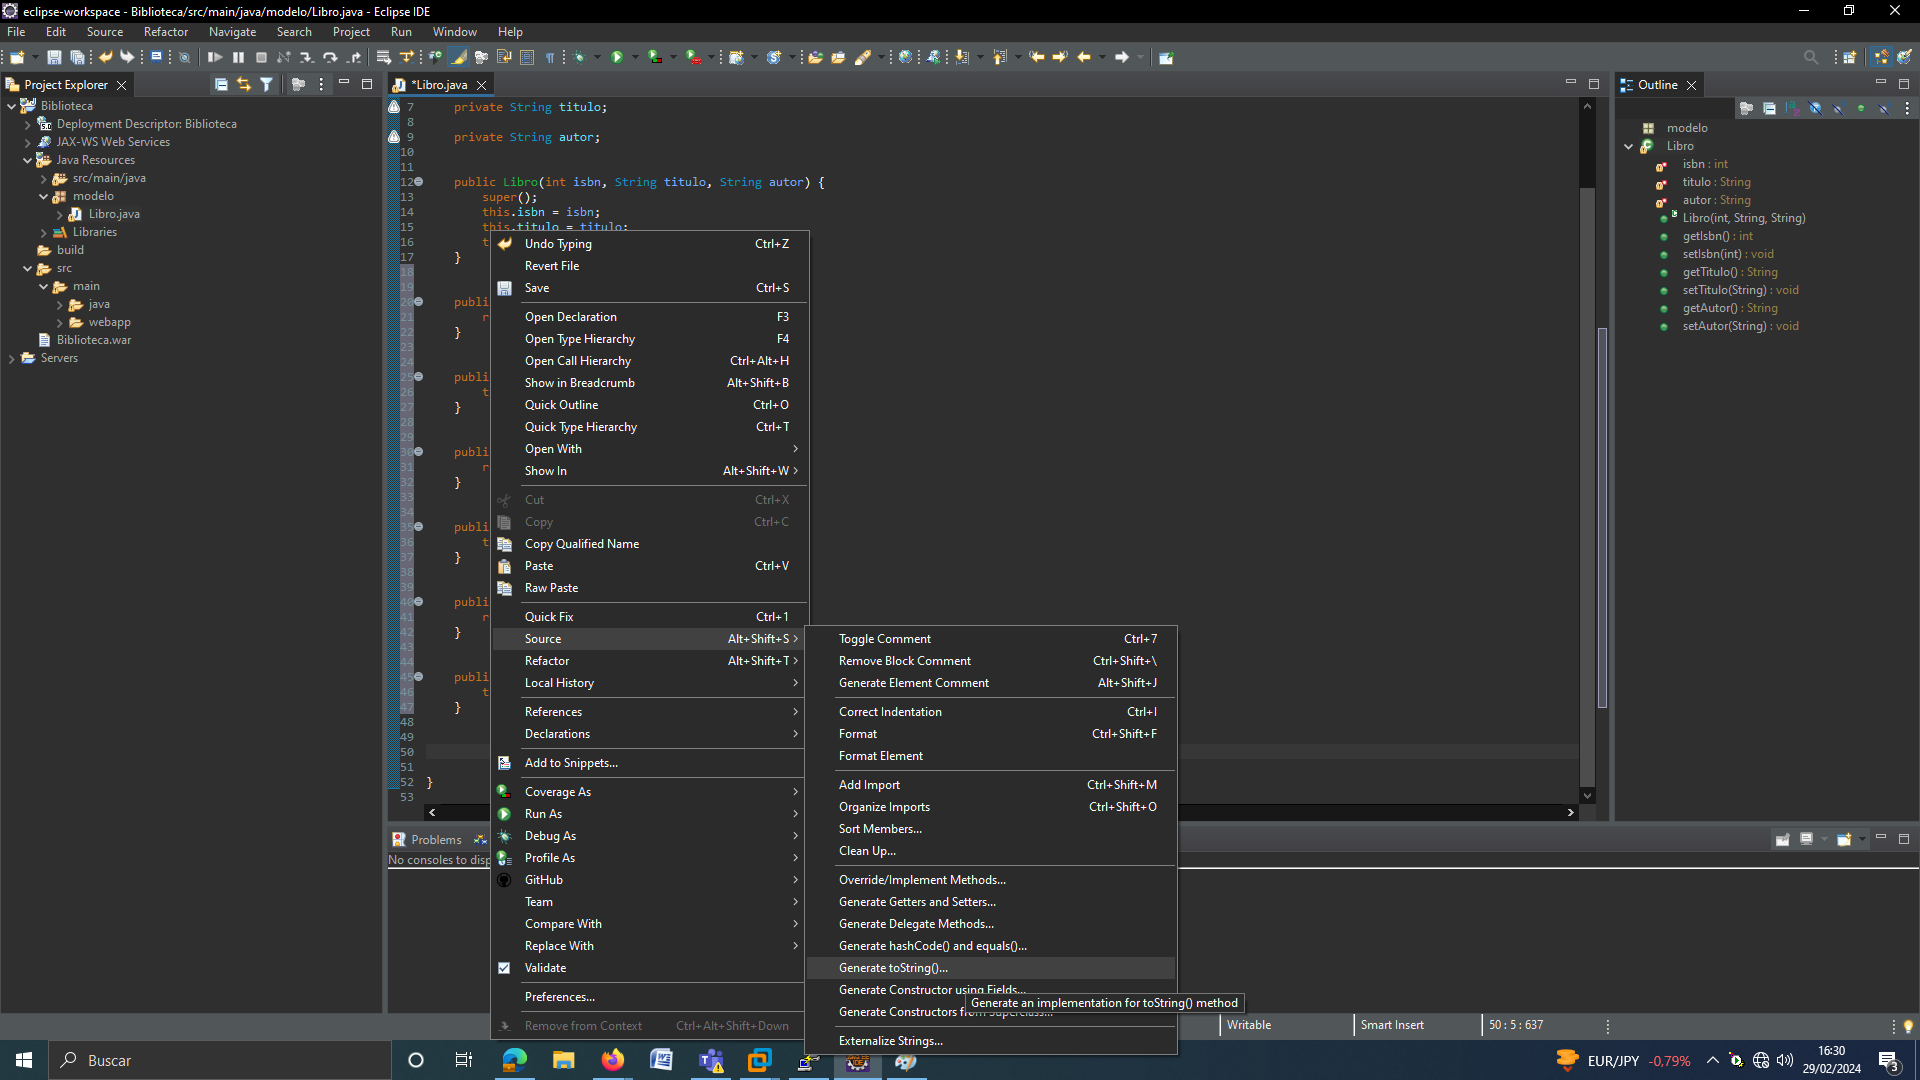 eclipse-workspace - Biblioteca/src/main/java/modelo/Libro.java - Eclipse IDE
File Edit Source Refactor Navigate Search Project Run Window Help
Project Explorer
Biblioteca
Deployment Descriptor: Biblioteca
JAX-WS Web Services
Java Resources
src/main/java
modelo
Libro.java
Libraries
build
src
main
java
webapp
Biblioteca.war
Servers
*Libro.java
7 private String titulo;
8
9 private String autor;
10
11
12 public Libro(int isbn, String titulo, String autor) {
13 super();
14 this.isbn = isbn;
15 this.titulo = titulo;
16 t
17 }
18
19
20 publi
21 r
22 }
23
24
25 publi
26 t
27 }
28
29
30 publi
31 r
32 }
33
34
35 publi
36 t
37 }
38
39
40 publi
41 r
42 }
43
44
45 publi
46 t
47 }
48
49
50
51
52 }
53
Undo Typing Ctrl+Z
Revert File
Save Ctrl+S
Open Declaration F3
Open Type Hierarchy F4
Open Call Hierarchy Ctrl+Alt+H
Show in Breadcrumb Alt+Shift+B
Quick Outline Ctrl+O
Quick Type Hierarchy Ctrl+T
Open With
Show In Alt+Shift+W
Cut Ctrl+X
Copy Ctrl+C
Copy Qualified Name
Paste Ctrl+V
Raw Paste
Quick Fix Ctrl+1
Source Alt+Shift+S
Refactor Alt+Shift+T
Local History
References
Declarations
Add to Snippets...
Coverage As
Run As
Debug As
Profile As
GitHub
Team
Compare With
Replace With
Validate
Preferences...
Remove from Context Ctrl+Alt+Shift+Down
Toggle Comment Ctrl+7
Remove Block Comment Ctrl+Shift+\
Generate Element Comment Alt+Shift+J
Correct Indentation Ctrl+I
Format Ctrl+Shift+F
Format Element
Add Import Ctrl+Shift+M
Organize Imports Ctrl+Shift+O
Sort Members...
Clean Up...
Override/Implement Methods...
Generate Getters and Setters...
Generate Delegate Methods...
Generate hashCode() and equals()...
Generate toString()...
Generate Constructor using Fields...
Generate an implementation for toString() method
Generate Constructors from Superclass...
Externalize Strings...
Outline
modelo
Libro
isbn : int
titulo : String
autor : String
Libro(int, String, String)
getIsbn() : int
setIsbn(int) : void
getTitulo() : String
setTitulo(String) : void
getAutor() : String
setAutor(String) : void
Problems
No consoles to disp
Writable Smart Insert 50 : 5 : 637
Buscar
EUR/JPY -0,79%
16:30
29/02/2024
3